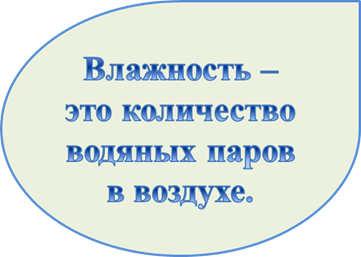 Влажность –
это количество
водяных паров
в воздухе.